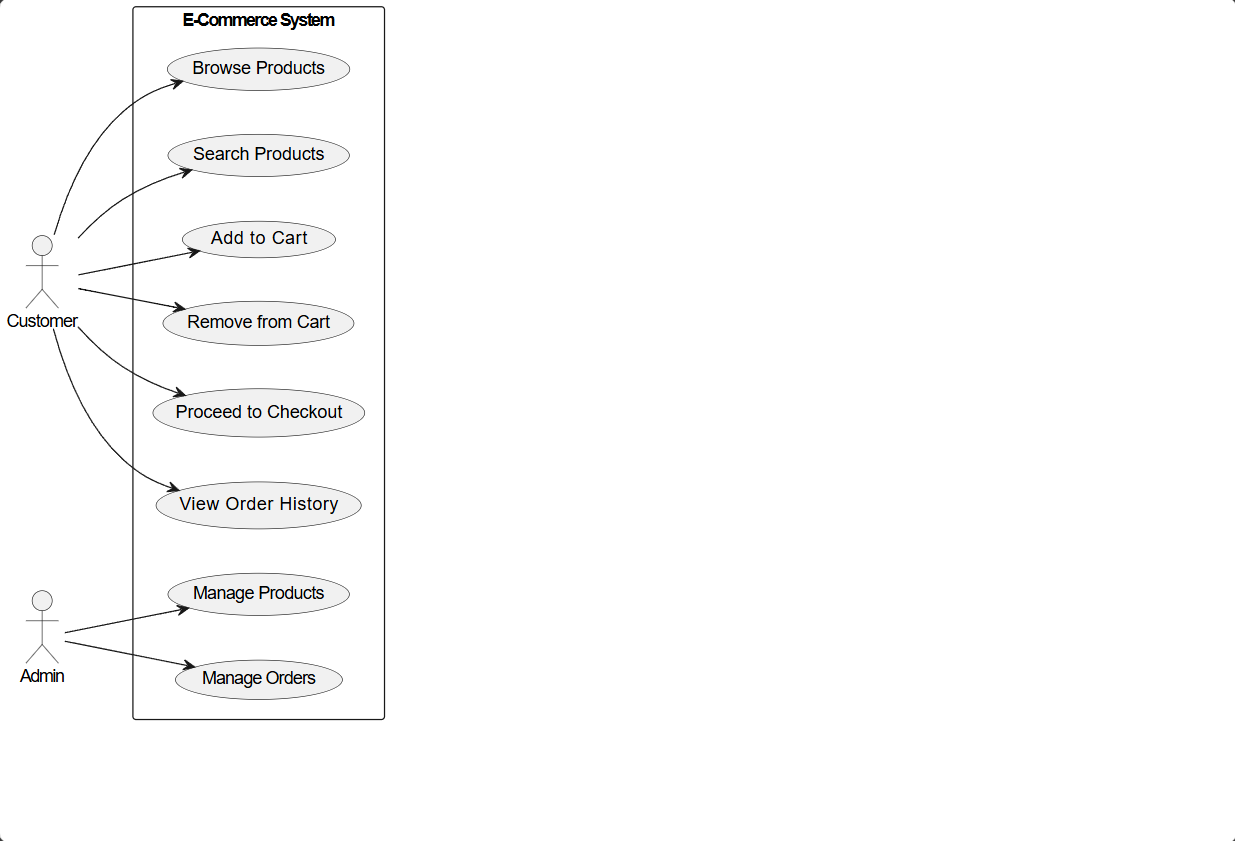 E-Commerce System
Browse Products
Search Products
Add to Cart
Remove from Cart
Customer
Proceed to Checkout
View Order History
Manage Products
Admin
Manage Orders